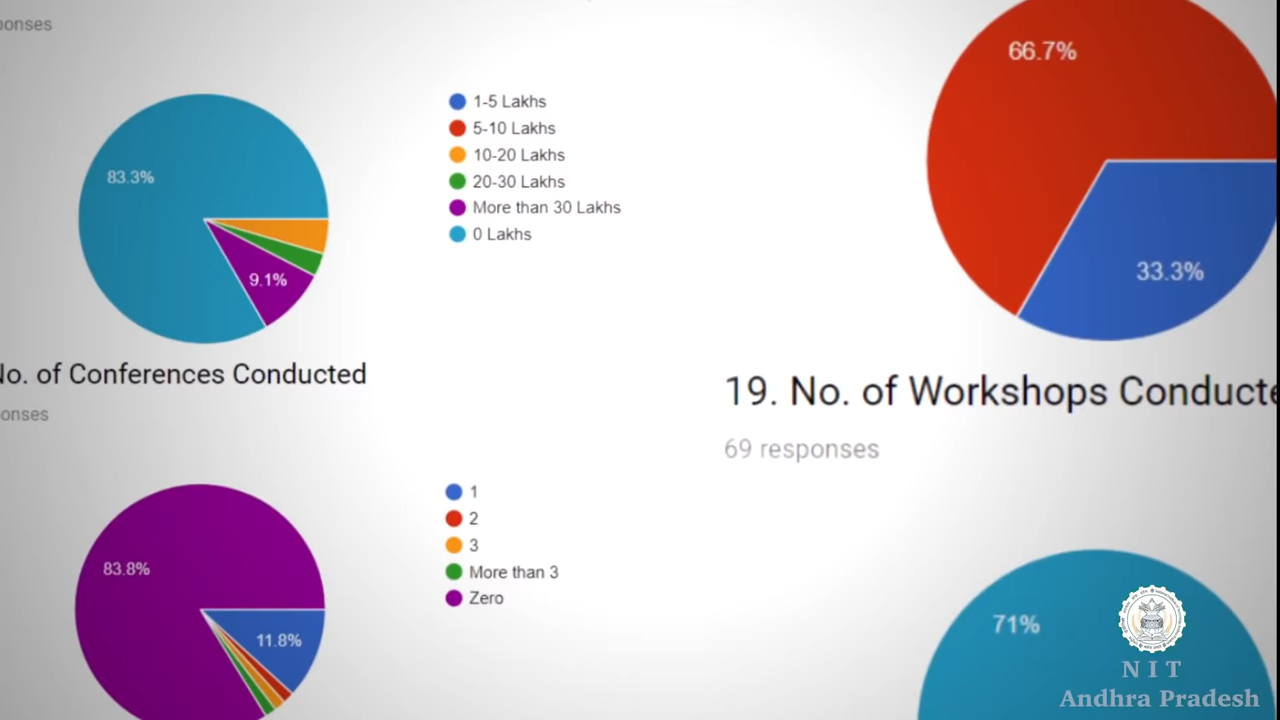 ponses
83.3%
9.1%
1-5 Lakhs
5-10 Lakhs
10-20 Lakhs
20-30 Lakhs
More than 30 Lakhs
0 Lakhs
66.7%
33.3%
No. of Conferences Conducted
onses
83.8%
11.8%
1
2
3
More than 3
Zero
19. No. of Workshops Conducte
69 responses
71%
NIT
Andhra Pradesh